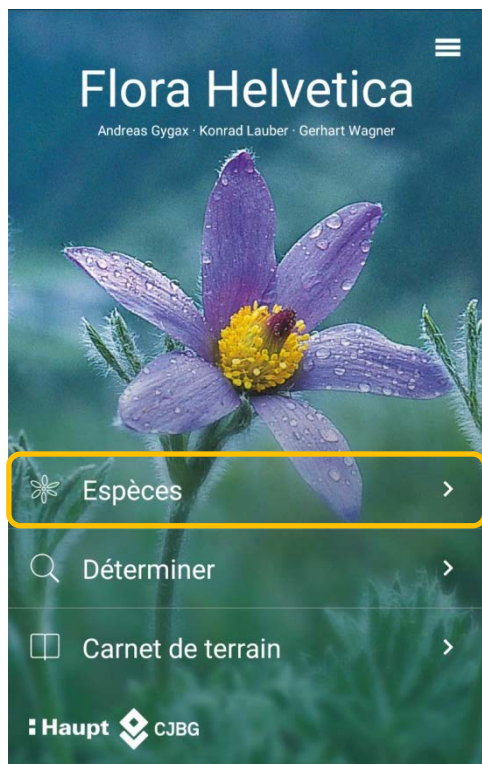 Flora Helvetica
Andreas Gygax · Konrad Lauber · Gerhart Wagner
Espèces
Déterminer
Carnet de terrain
Haupt CJBG